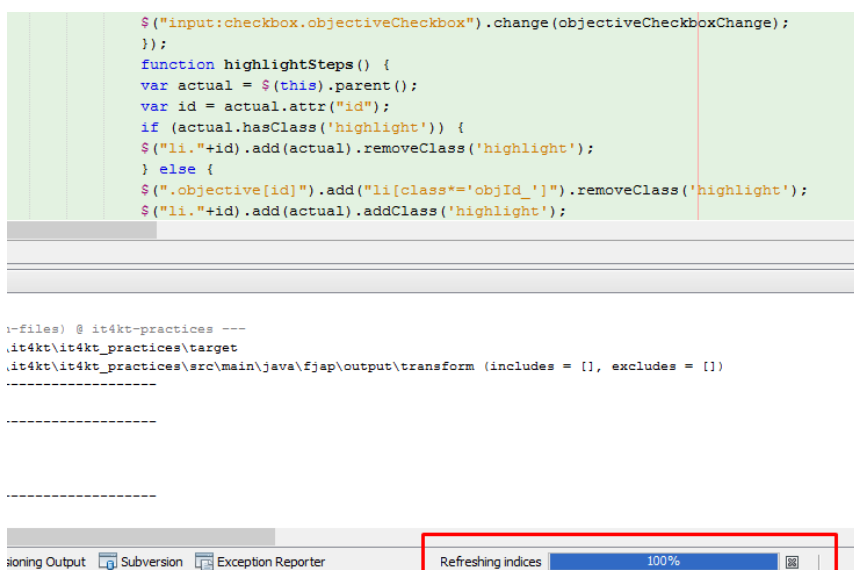 $("input:checkbox.objectiveCheckbox").change(objectiveCheckboxChange);
});
function highlightSteps() {
var actual = $(this).parent();
var id = actual.attr("id");
if (actual.hasClass('highlight')) {
$("li."+id).add(actual).removeClass('highlight');
} else {
$(".objective[id]").add("li[class*='objId_']").removeClass('highlight');
$("li."+id).add(actual).addClass('highlight');
n-files) @ it4kt-practices ---
\it4kt\it4kt_practices\target
\it4kt\it4kt_practices\src\main\java\fjap\output\transform (includes = [], excludes = [])
-------------------
-------------------
-------------------
sioning Output Subversion Exception Reporter Refreshing indices 100%